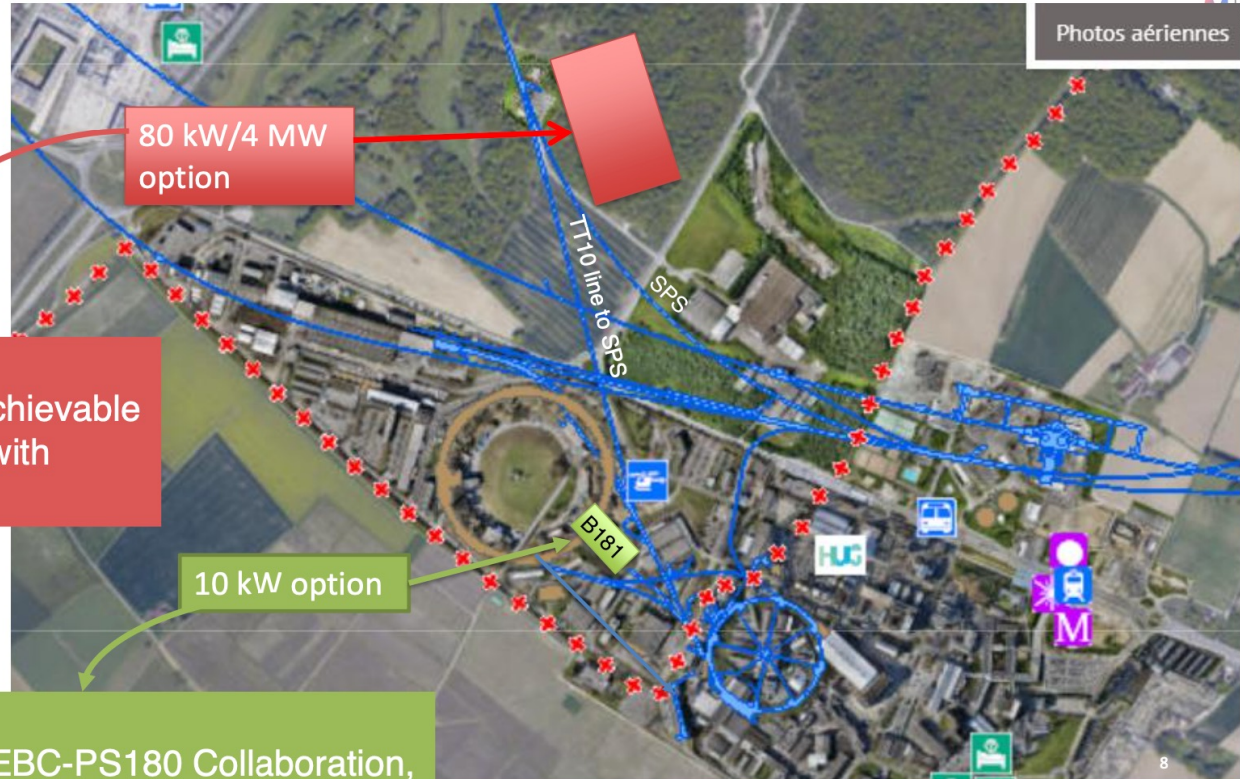 Photos aériennes
80 kW/4 MW
option
TT10 line to SPS
SPS
chievable
with
B181
10 kW option
HUG
M
EBC-PS180 Collaboration,
8